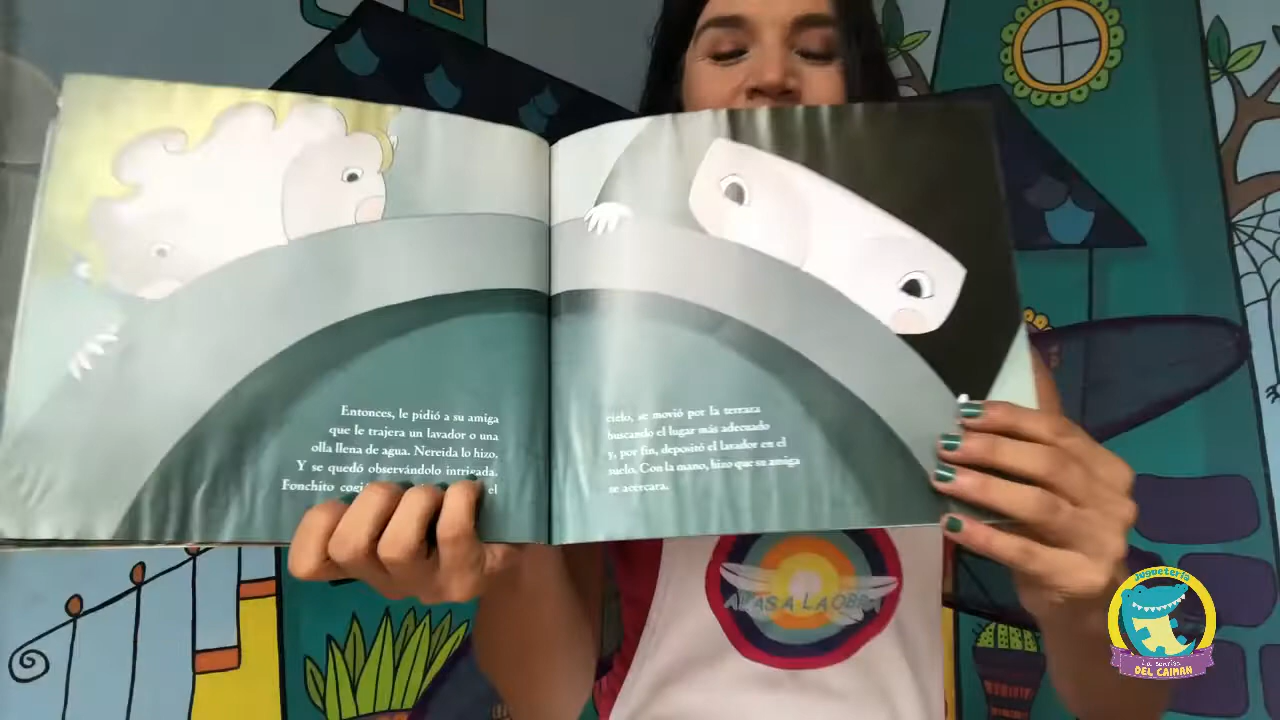 Entonces, le pidió a su amiga
que le trajera un lavador o una
olla llena de agua. Nereida lo hizo.
Y se quedó observándolo intrigada.
Fonchito el
cielo, se movió por la terraza
buscando el lugar más adecuado
y, por fin, depositó el lavador en el
suelo. Con la mano, hizo que su amiga
se acercara.
ALAS A LA OBRA
Juguetería
La sonrisa
DEL CAIMAN